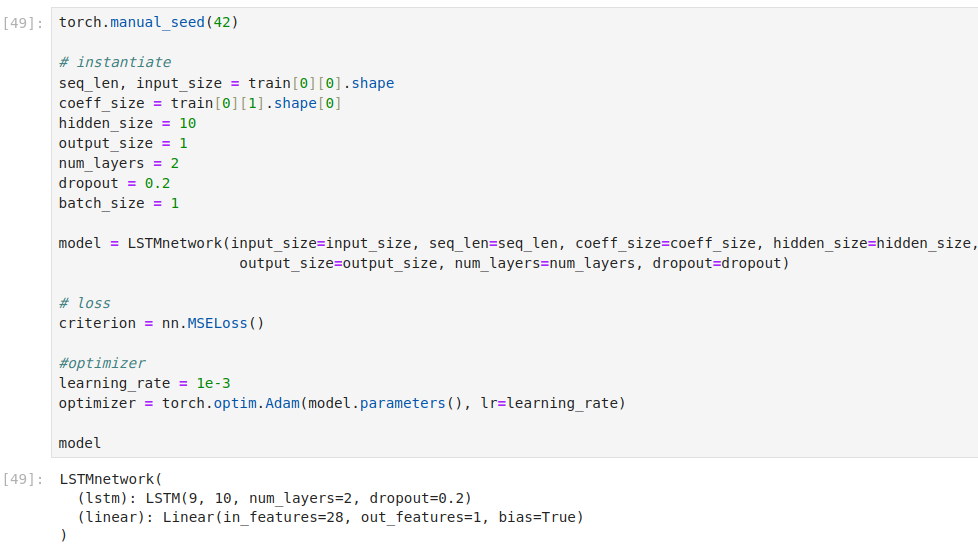 [49]: torch.manual_seed(42)
# instantiate
seq_len, input_size = train[0][0].shape
coeff_size = train[0][1].shape[0]
hidden_size = 10
output_size = 1
num_layers = 2
dropout = 0.2
batch_size = 1
model = LSTMnetwork(input_size=input_size, seq_len=seq_len, coeff_size=coeff_size, hidden_size=hidden_size,
output_size=output_size, num_layers=num_layers, dropout=dropout)
# loss
criterion = nn.MSELoss()
#optimizer
learning_rate = 1e-3
optimizer = torch.optim.Adam(model.parameters(), lr=learning_rate)
model
[49]: LSTMnetwork(
(lstm): LSTM(9, 10, num_layers=2, dropout=0.2)
(linear): Linear(in_features=28, out_features=1, bias=True)
)